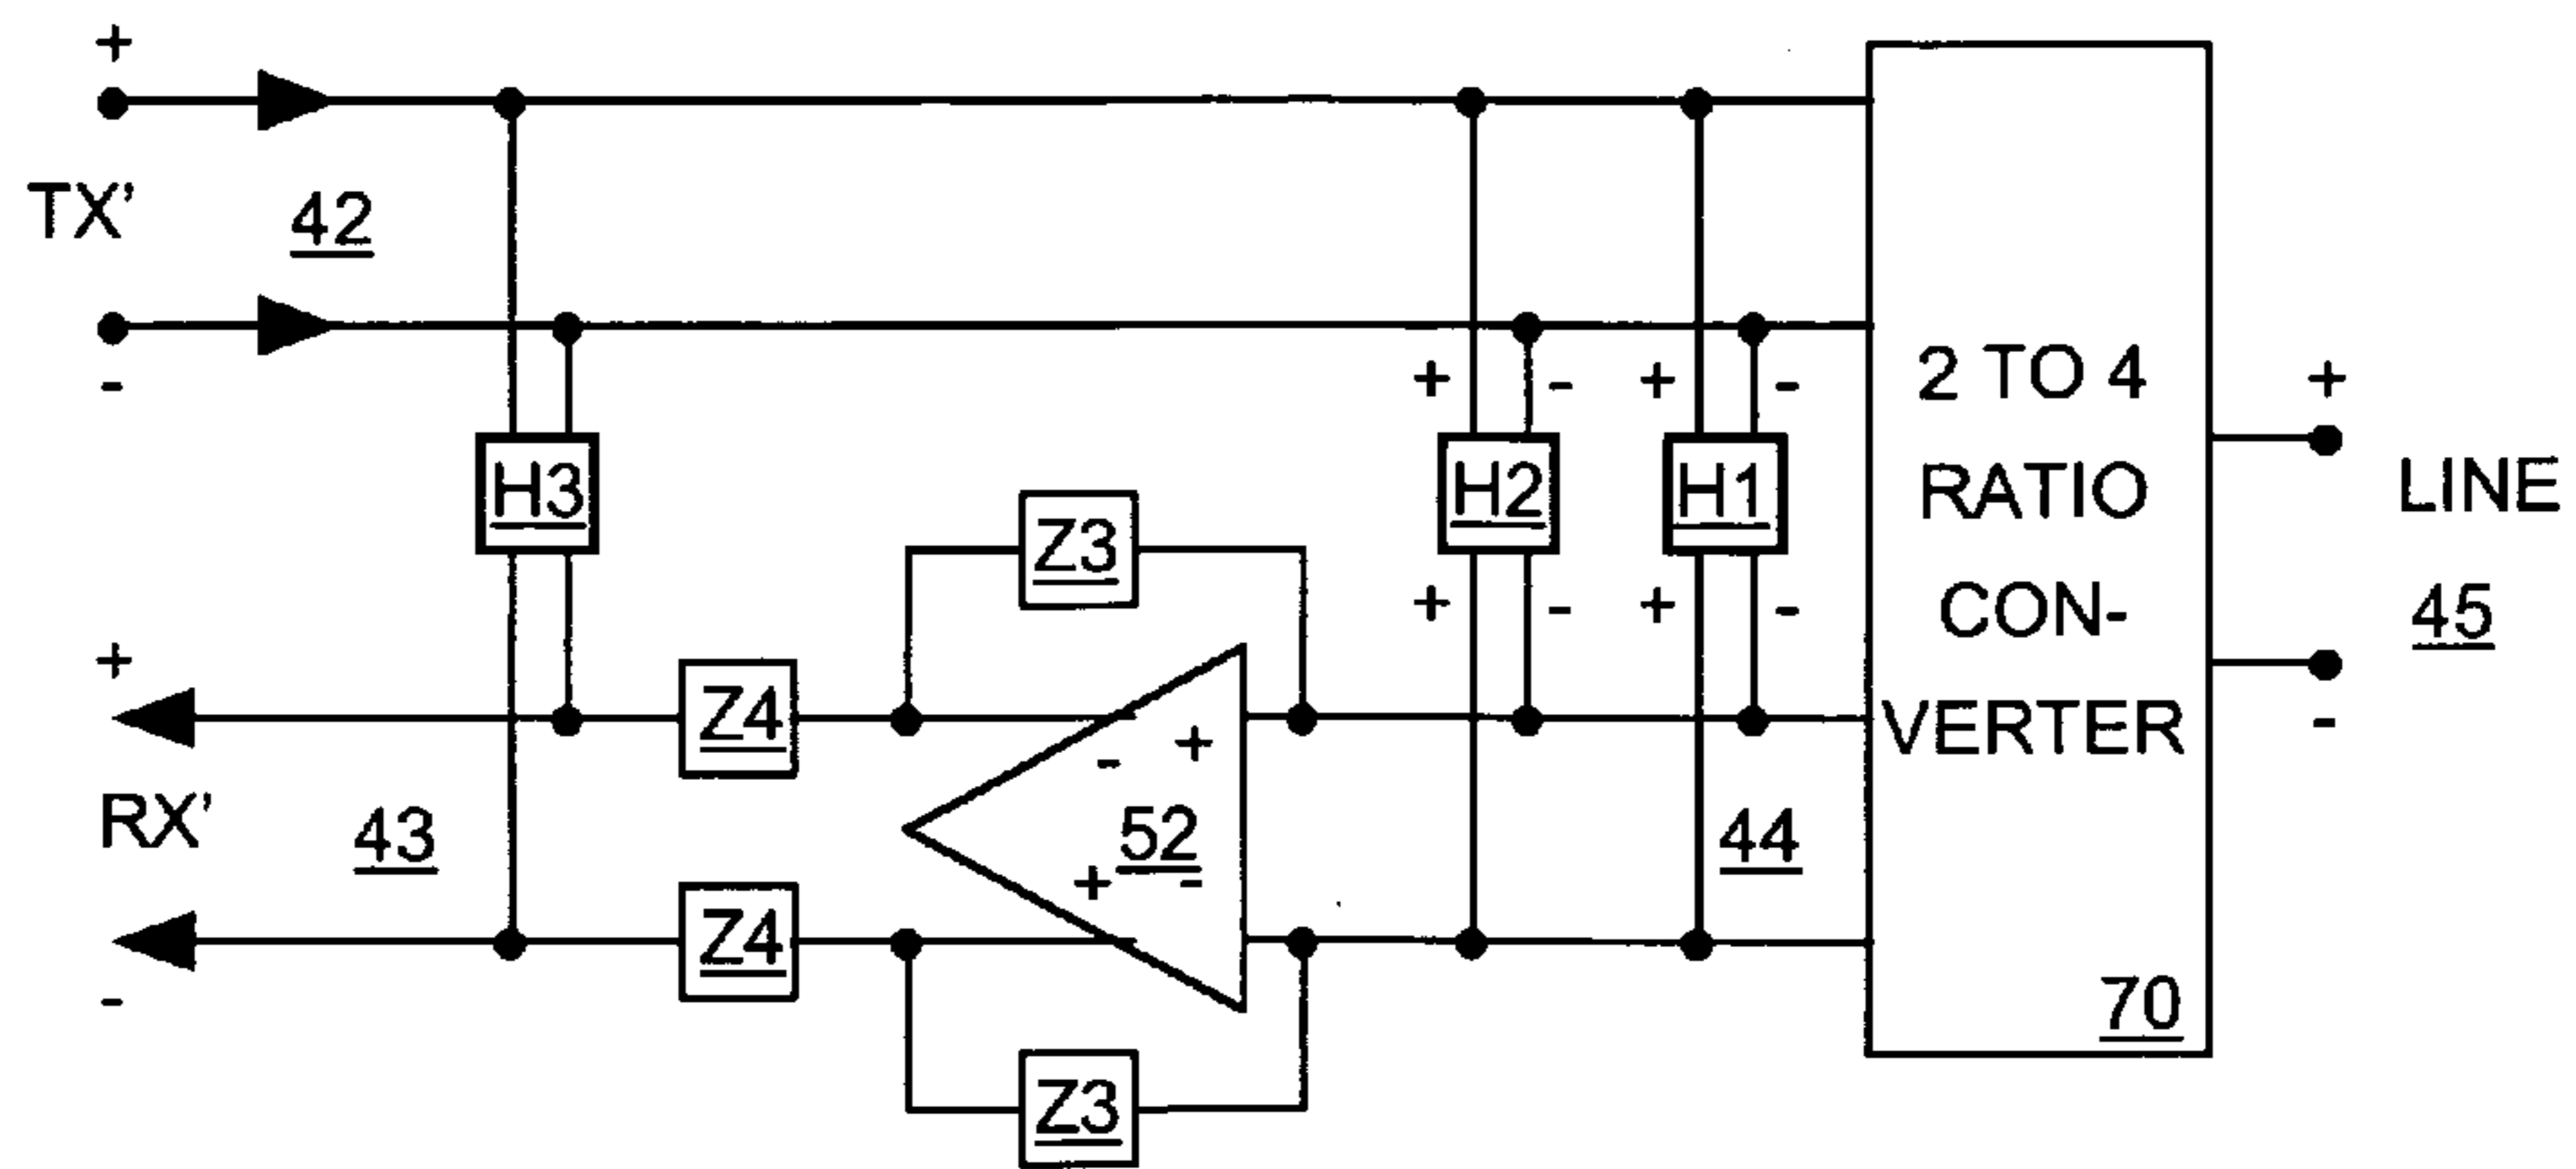 +
TX’
42
-
2 TO 4
RATIO
CON-
VERTER
70
+
LINE
45
-
+ - + -
H3 H2 H1
Z3
+ - + -
+
Z4
- +
RX’
43
52
44
+ -
Z4
-
Z3